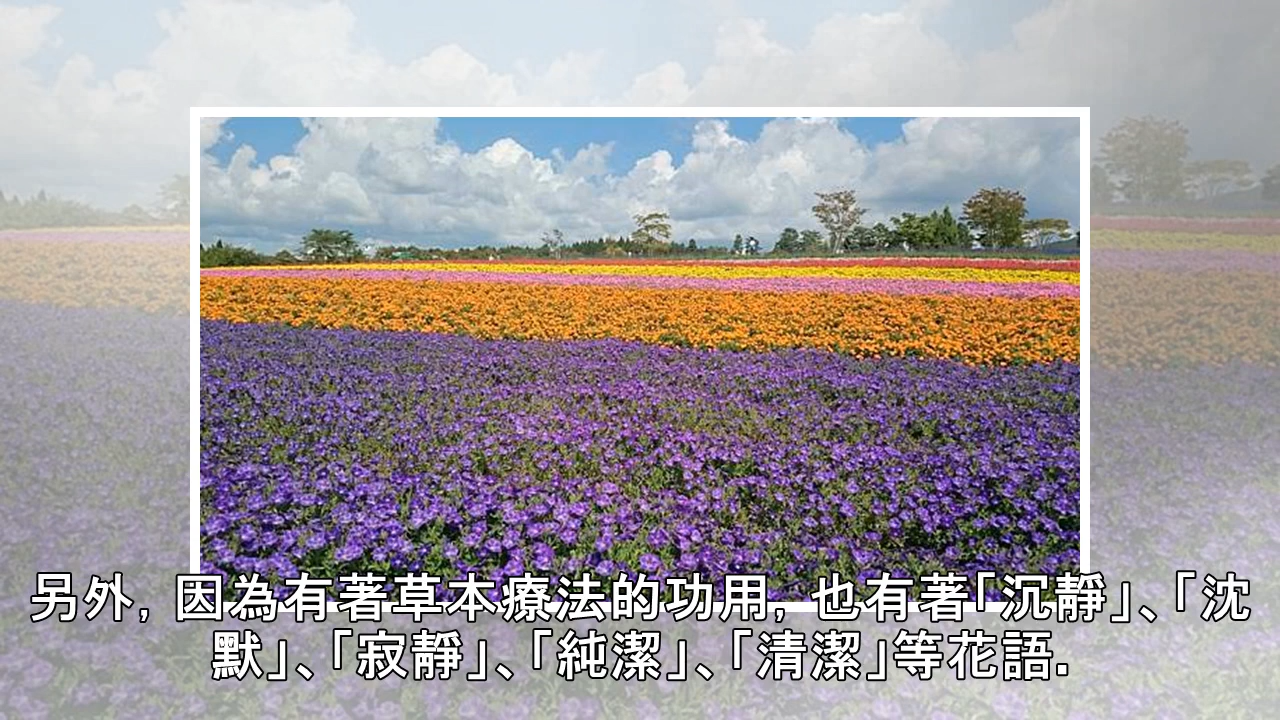 另外, 因為有著草本療法的功用, 也有著「沉靜」、「沈
默」、「寂靜」、「純潔」、「清潔」等花語.